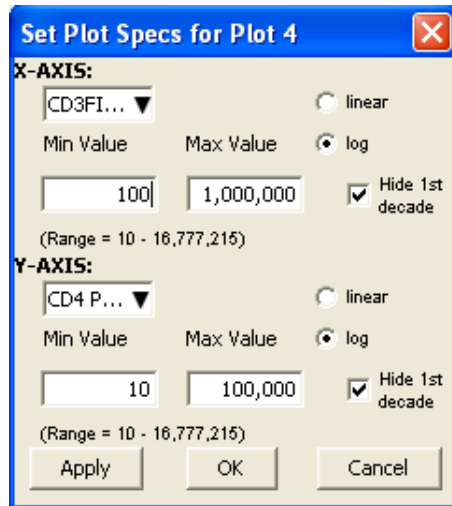 Set Plot Specs for Plot 4
X-AXIS:
CD3FI... linear
Min Value Max Value log
100 1,000,000 Hide 1st
decade
(Range = 10 - 16,777,215)
Y-AXIS:
CD4 P... linear
Min Value Max Value log
10 100,000 Hide 1st
decade
(Range = 10 - 16,777,215)
Apply OK Cancel